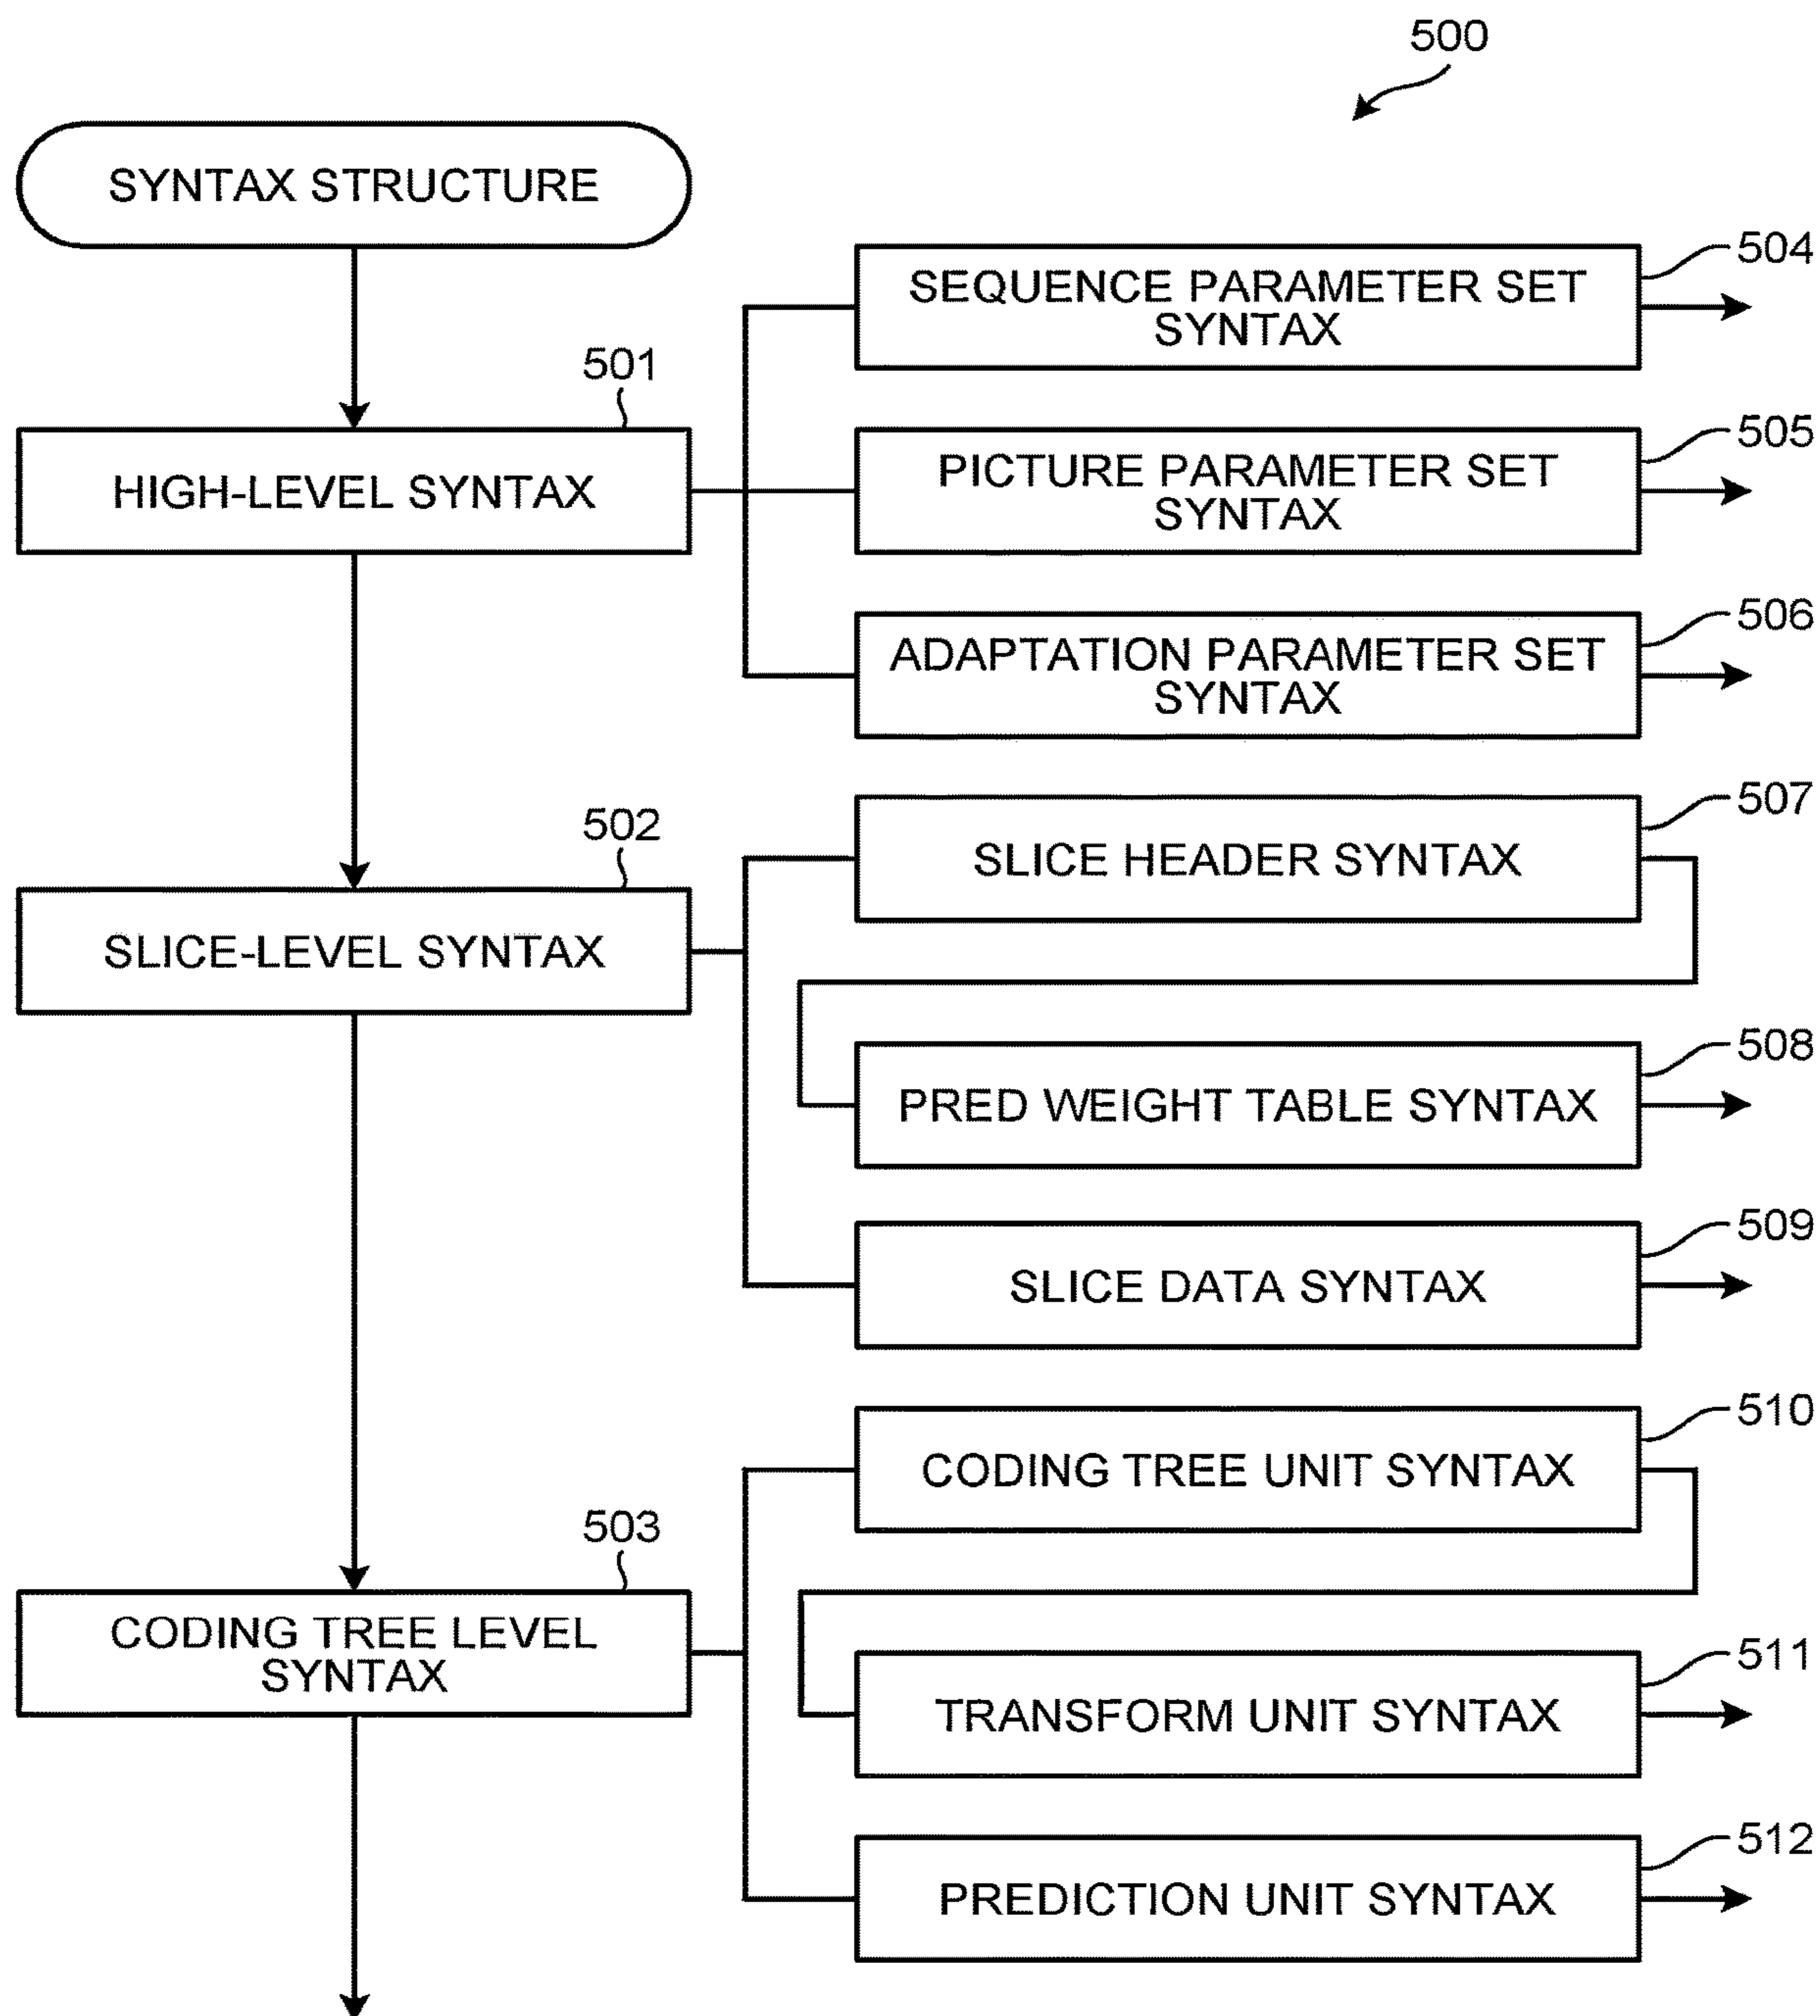 500
SYNTAX STRUCTURE
504
SEQUENCE PARAMETER SET
SYNTAX
501
HIGH-LEVEL SYNTAX
505
PICTURE PARAMETER SET
SYNTAX
506
ADAPTATION PARAMETER SET
SYNTAX
502
SLICE-LEVEL SYNTAX
507
SLICE HEADER SYNTAX
508
PRED WEIGHT TABLE SYNTAX
509
SLICE DATA SYNTAX
503
CODING TREE LEVEL
SYNTAX
510
CODING TREE UNIT SYNTAX
511
TRANSFORM UNIT SYNTAX
512
PREDICTION UNIT SYNTAX